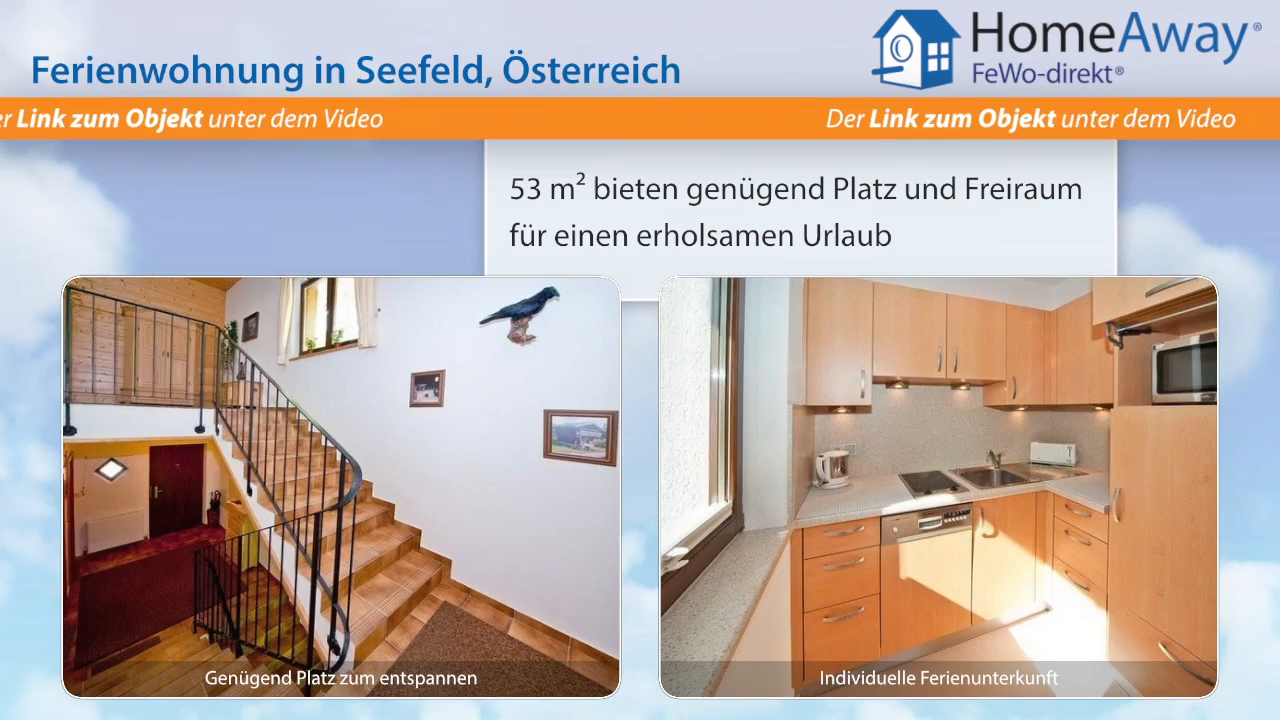 Ferienwohnung in Seefeld, Österreich
HomeAway®
FeWo-direkt®
er Link zum Objekt unter dem Video
Der Link zum Objekt unter dem Video
53 m² bieten genügend Platz und Freiraum
für einen erholsamen Urlaub
Genügend Platz zum entspannen
Individuelle Ferienunterkunft